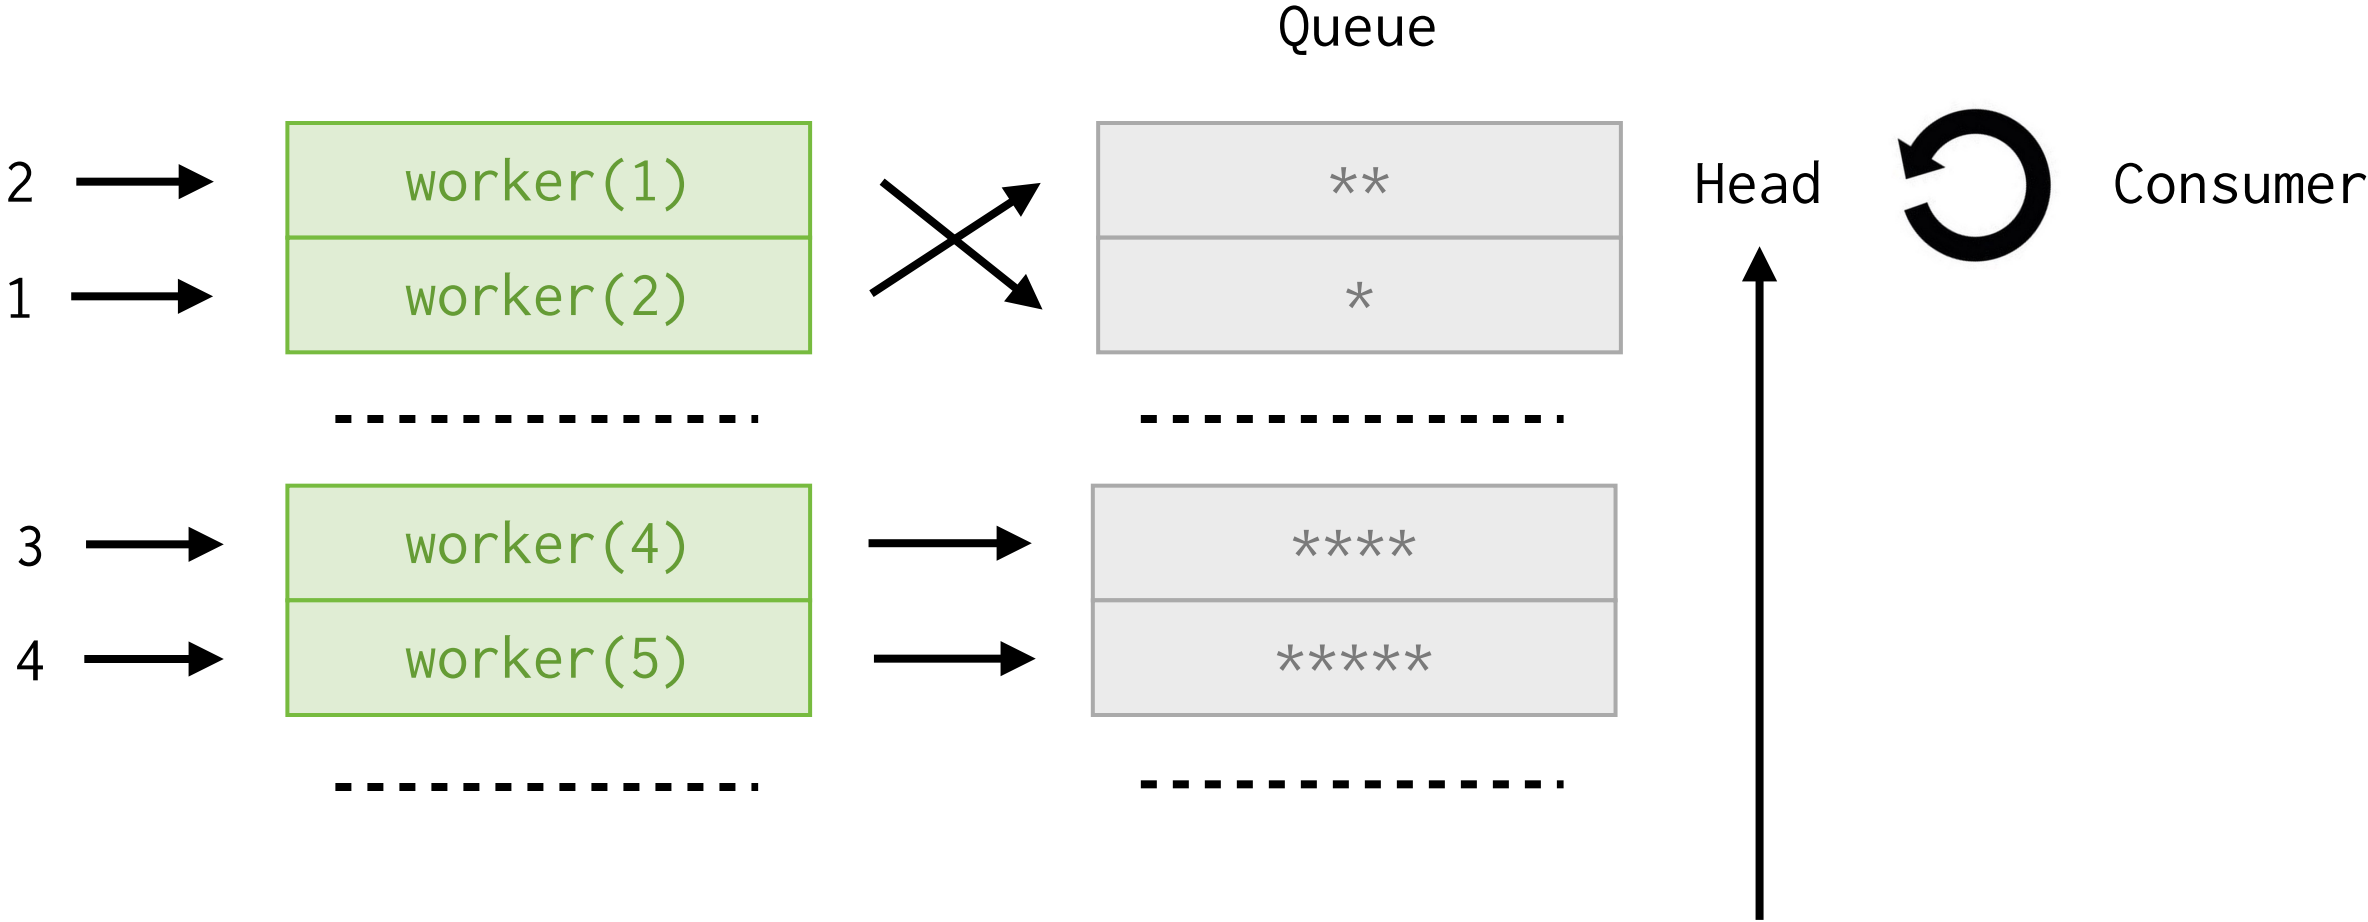 Queue
2 worker(1) ** Head Consumer
1 worker(2) *
3 worker(4) ****
4 worker(5) *****